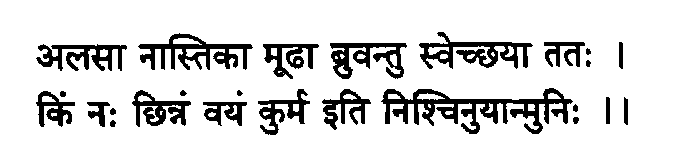 अलसा नास्तिका मूढा ब्रुवन्तु स्वेच्छया ततः ।
किं नः छिन्नं वयं कुर्म इति निश्चिनुयान्मुनिः ।।